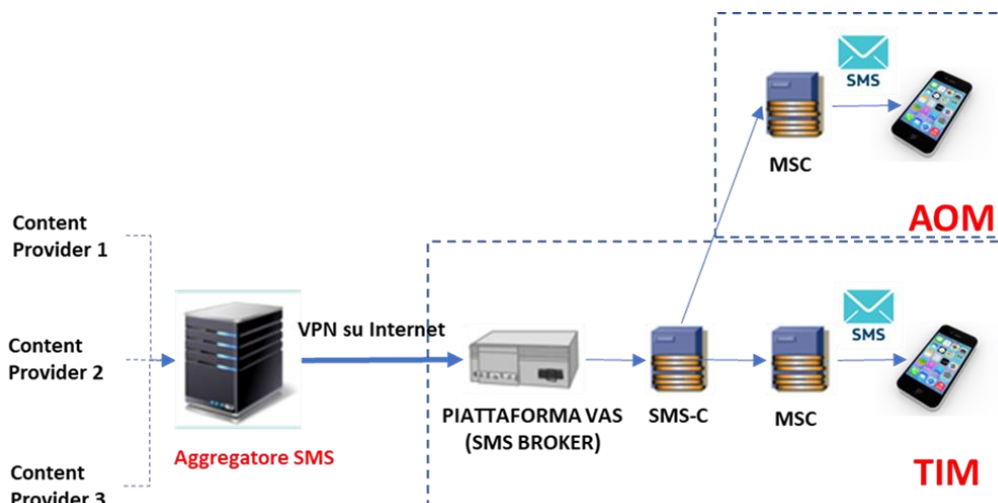 SMS
MSC
AOM
Content
Provider 1
VPN su Internet
SMS
Content
Provider 2
PIATTAFORMA VAS
(SMS BROKER)
SMS-C
MSC
Aggregatore SMS
TIM
Content
Provider 3